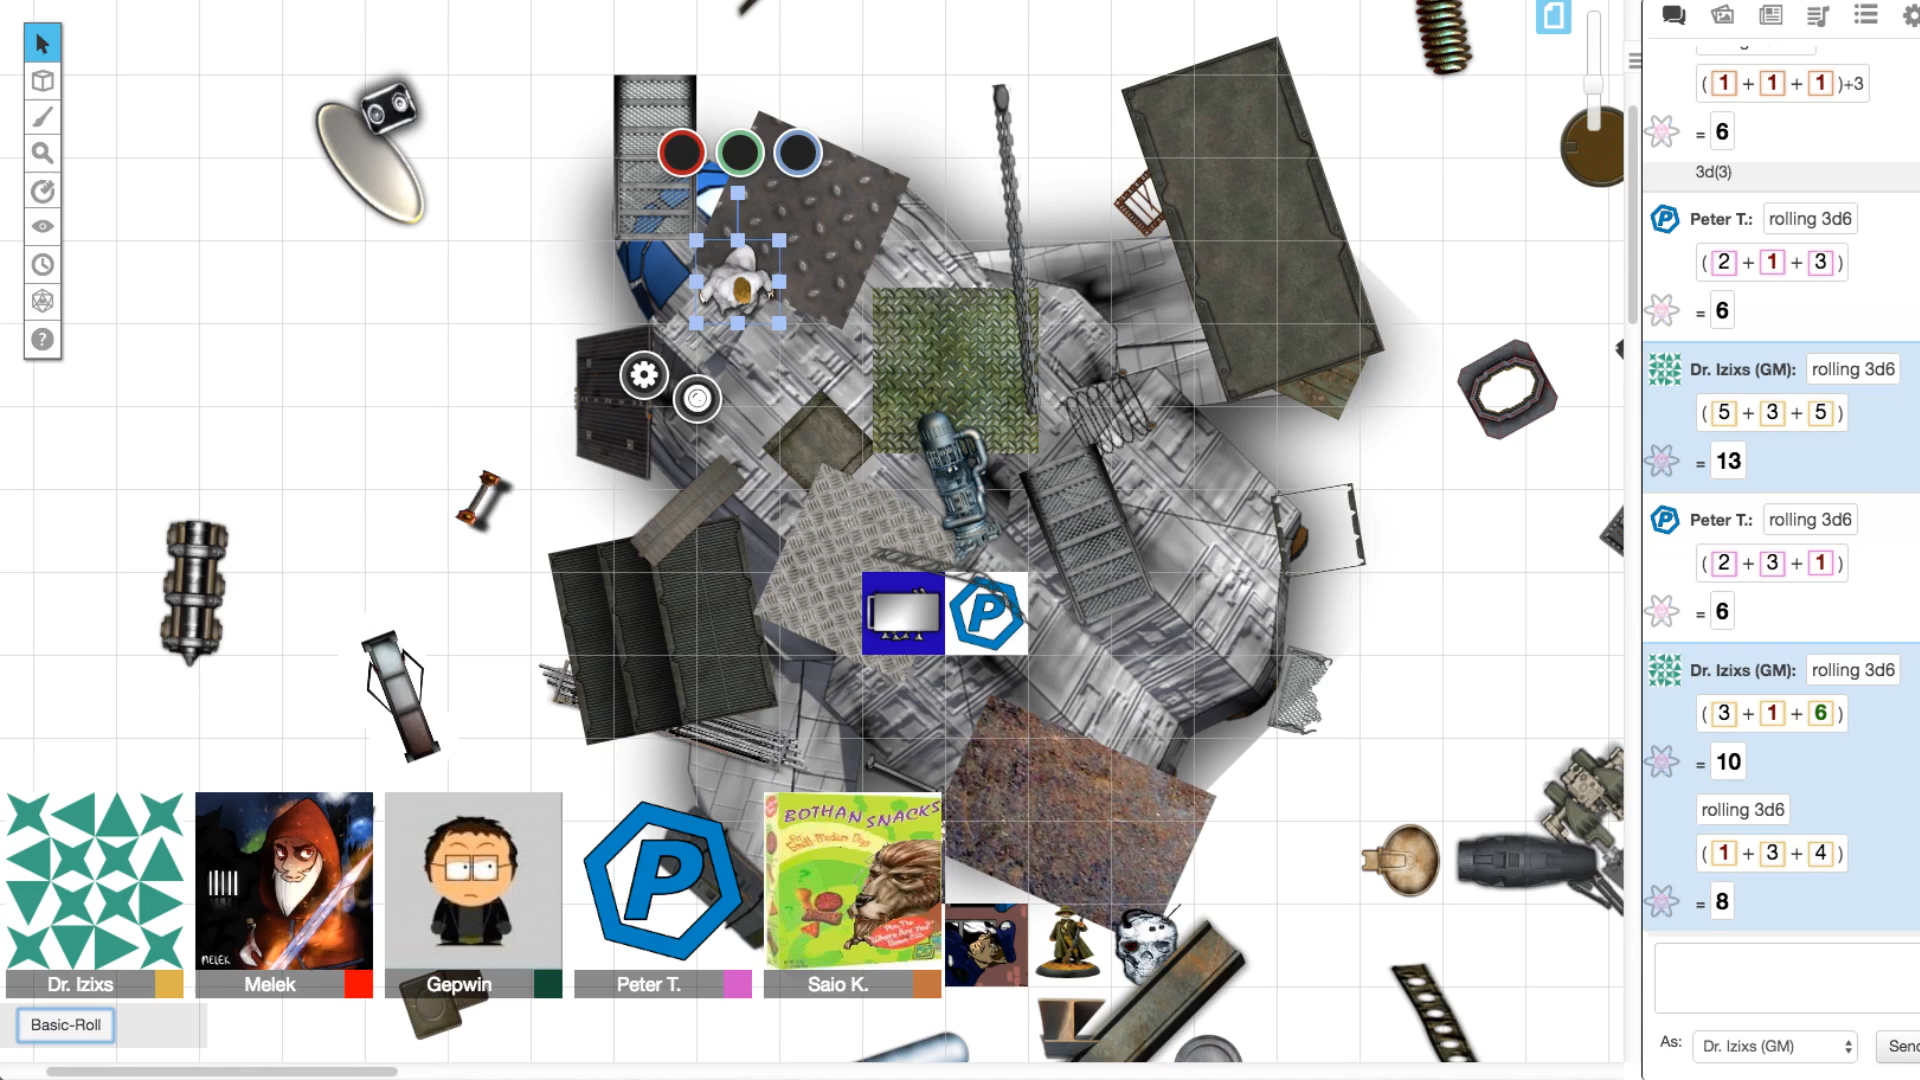 ( 1 + 1 + 1 )+3
= 6
3d(3)
Peter T.: rolling 3d6
( 2 + 1 + 3 )
= 6
Dr. Izixs (GM): rolling 3d6
( 5 + 3 + 5 )
= 13
Peter T.: rolling 3d6
( 2 + 3 + 1 )
= 6
Dr. Izixs (GM): rolling 3d6
( 3 + 1 + 6 )
= 10
rolling 3d6
( 1 + 3 + 4 )
= 8
As: Dr. Izixs (GM) Send
?
P
P
BOTHAN SNACKS
MELEK
Dr. Izixs
Melek
Gepwin
Peter T.
Saio K.
Basic-Roll